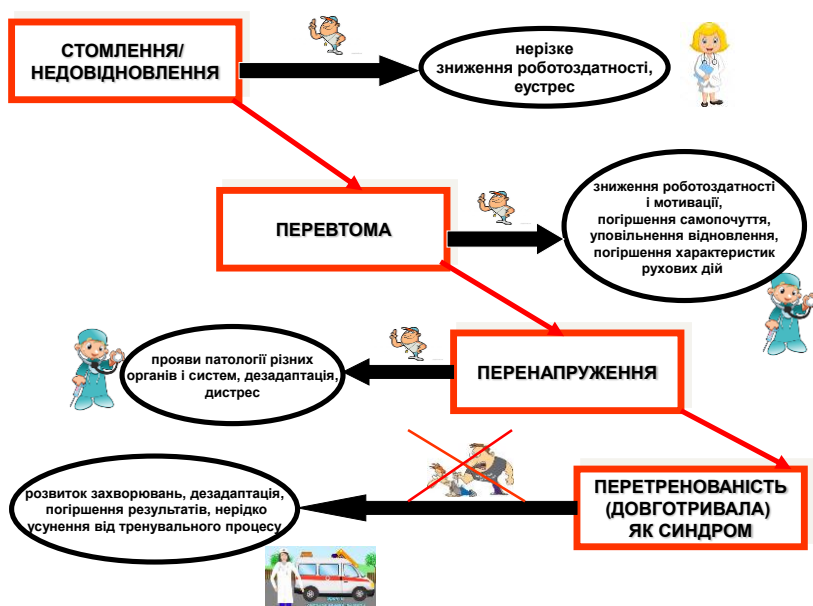 СТОМЛЕННЯ/
НЕДОВІДНОВЛЕННЯ
нерізке
зниження роботоздатності,
еустрес
ПЕРЕВТОМА
зниження роботоздатності
і мотивації,
погіршення самопочуття,
уповільнення відновлення,
погіршення характеристик
рухових дій
прояви патології різних
органів і систем, дезадаптація,
дистрес
ПЕРЕНАПРУЖЕННЯ
розвиток захворювань, дезадаптація,
погіршення результатів, нерідко
усунення від тренувального процесу
ПЕРЕТРЕНОВАНІСТЬ
(ДОВГОТРИВАЛА)
ЯК СИНДРОМ